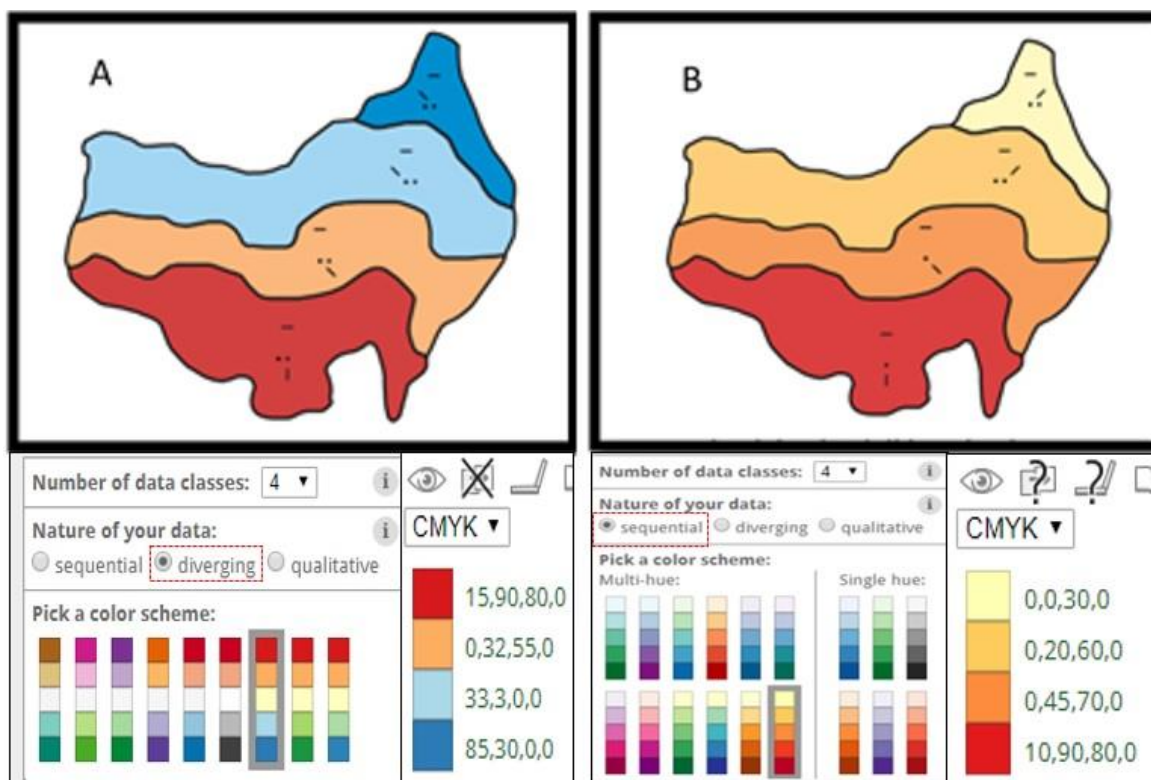 A
B
Number of data classes: 4 ▼ i
Nature of your data: i
sequential diverging qualitative
Pick a color scheme:
CMYK ▼
15,90,80,0
0,32,55,0
33,3,0,0
85,30,0,0
Number of data classes: 4 ▼ i
Nature of your data: i
sequential diverging qualitative
Pick a color scheme:
Multi-hue: Single hue:
? ?
CMYK ▼
0,0,30,0
0,20,60,0
0,45,70,0
10,90,80,0